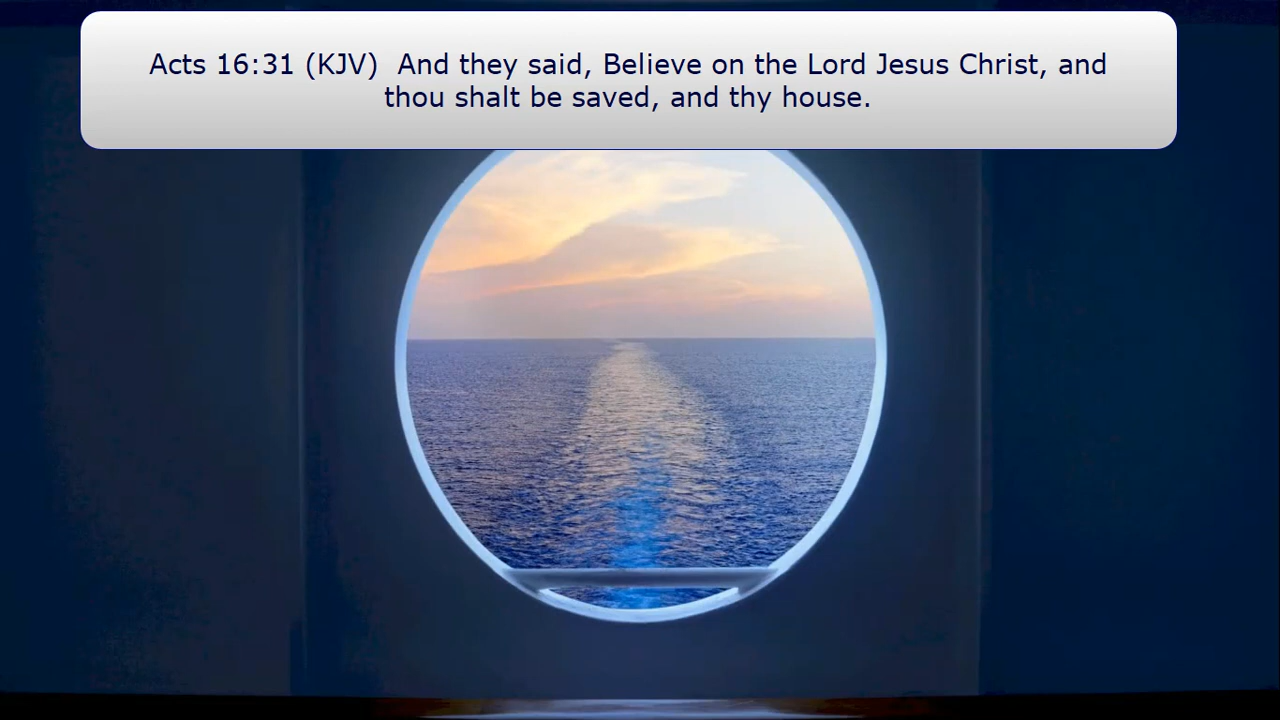 Acts 16:31 (KJV)  And they said, Believe on the Lord Jesus Christ, and
thou shalt be saved, and thy house.